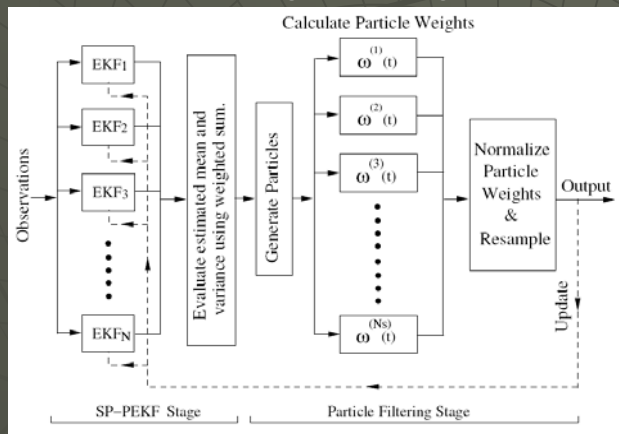 Calculate Particle Weights
Observations
EKF1
EKF2
EKF3
EKFN
Evaluate estimated mean and
variance using weighted sum.
Generate Particles
ω(1)(t)
ω(2)(t)
ω(3)(t)
ω(Ns)(t)
Normalize
Particle
Weights
&
Resample
Output
Update
SP-PEKF Stage
Particle Filtering Stage